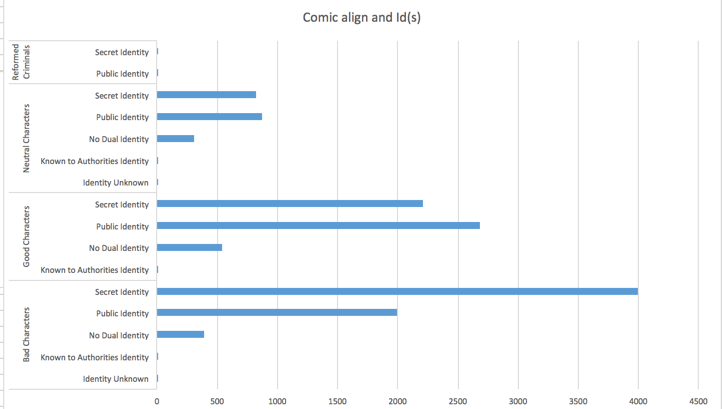 Comic align and Id(s)
Reformed
Criminals
Secret Identity
Public Identity
Neutral Characters
Secret Identity
Public Identity
No Dual Identity
Known to Authorities Identity
Identity Unknown
Good Characters
Secret Identity
Public Identity
No Dual Identity
Known to Authorities Identity
Bad Characters
Secret Identity
Public Identity
No Dual Identity
Known to Authorities Identity
Identity Unknown
0 500 1000 1500 2000 2500 3000 3500 4000 4500